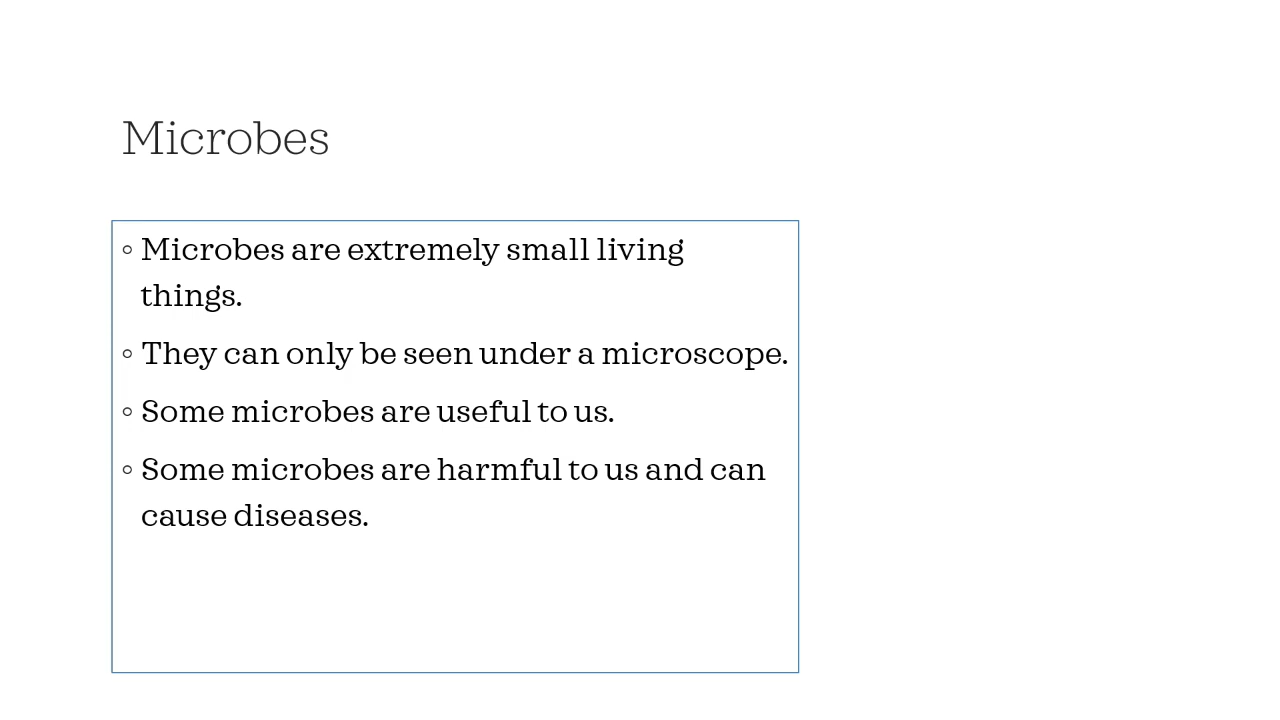 Microbes
◦ Microbes are extremely small living
things.
◦ They can only be seen under a microscope.
◦ Some microbes are useful to us.
◦ Some microbes are harmful to us and can
cause diseases.